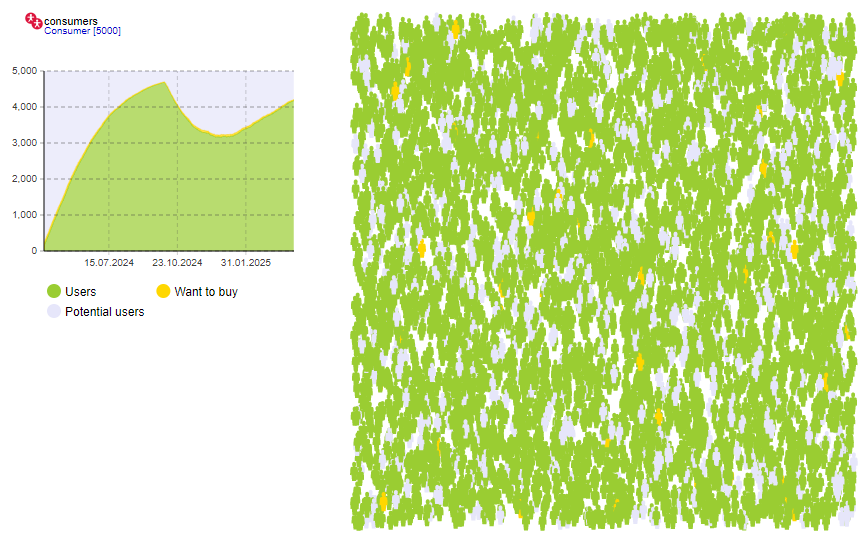 consumers
Consumer [5000]
5,000
4,000
3,000
2,000
1,000
0
15.07.2024 23.10.2024 31.01.2025
Users Want to buy
Potential users